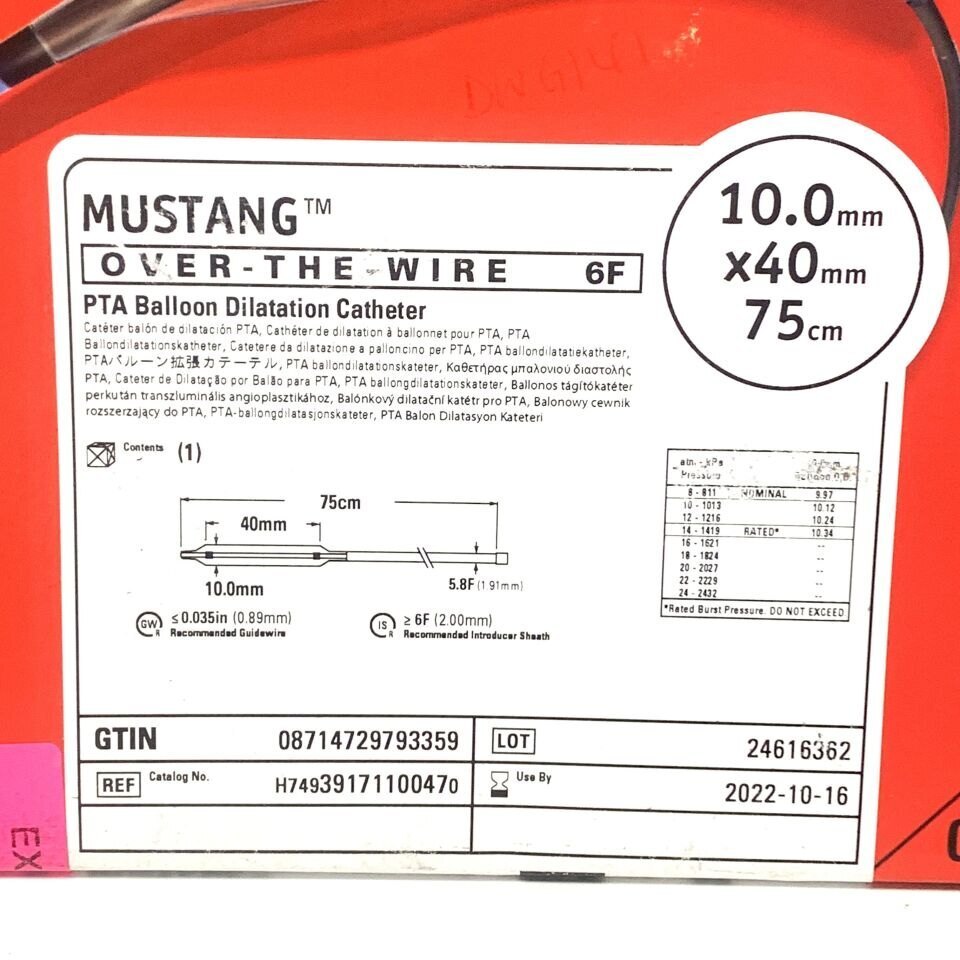 MUSTANG™
OVER-THE-WIRE 6F
PTA Balloon Dilatation Catheter
Catéter balón de dilatación PTA, Cathéter de dilatation à ballonnet pour PTA, PTA
Ballondilatationskatheter, Catetere da dilatazione a palloncino per PTA, PTA ballondilatatiekatheter,
PTAバルーン拡張カテーテル, PTA ballondilatationskateter, Καθετήρας μπαλονιού διαστολής
PTA, Cateter de Dilatação por Balão para PTA, PTA ballongdilatationskateter, Ballonos tágítókatéter
perkután transzluminális angioplasztikához, Balónkový dilatační katétr pro PTA, Balonowy cewnik
rozszerzający do PTA, PTA-ballongdilatasjonskateter, PTA Balon Dilatasyon Kateteri
10.0mm
x40mm
75cm
Contents (1)
75cm
40mm
10.0mm
5.8F (1.91mm)
GW R ≤0.035in (0.89mm)
Recommended Guidewire
IS R ≥ 6F (2.00mm)
Recommended Introducer Sheath
atm. - kPa
Pressure
8 - 811 NOMINAL 9.97
10 - 1013 10.12
12 - 1216 10.24
14 - 1419 RATED* 10.34
16 - 1621 --
18 - 1824 --
20 - 2027 --
22 - 2229 --
24 - 2432 --
*Rated Burst Pressure. DO NOT EXCEED
GTIN 08714729793359
LOT 24616362
REF Catalog No. H74939171100470
Use By 2022-10-16
EX